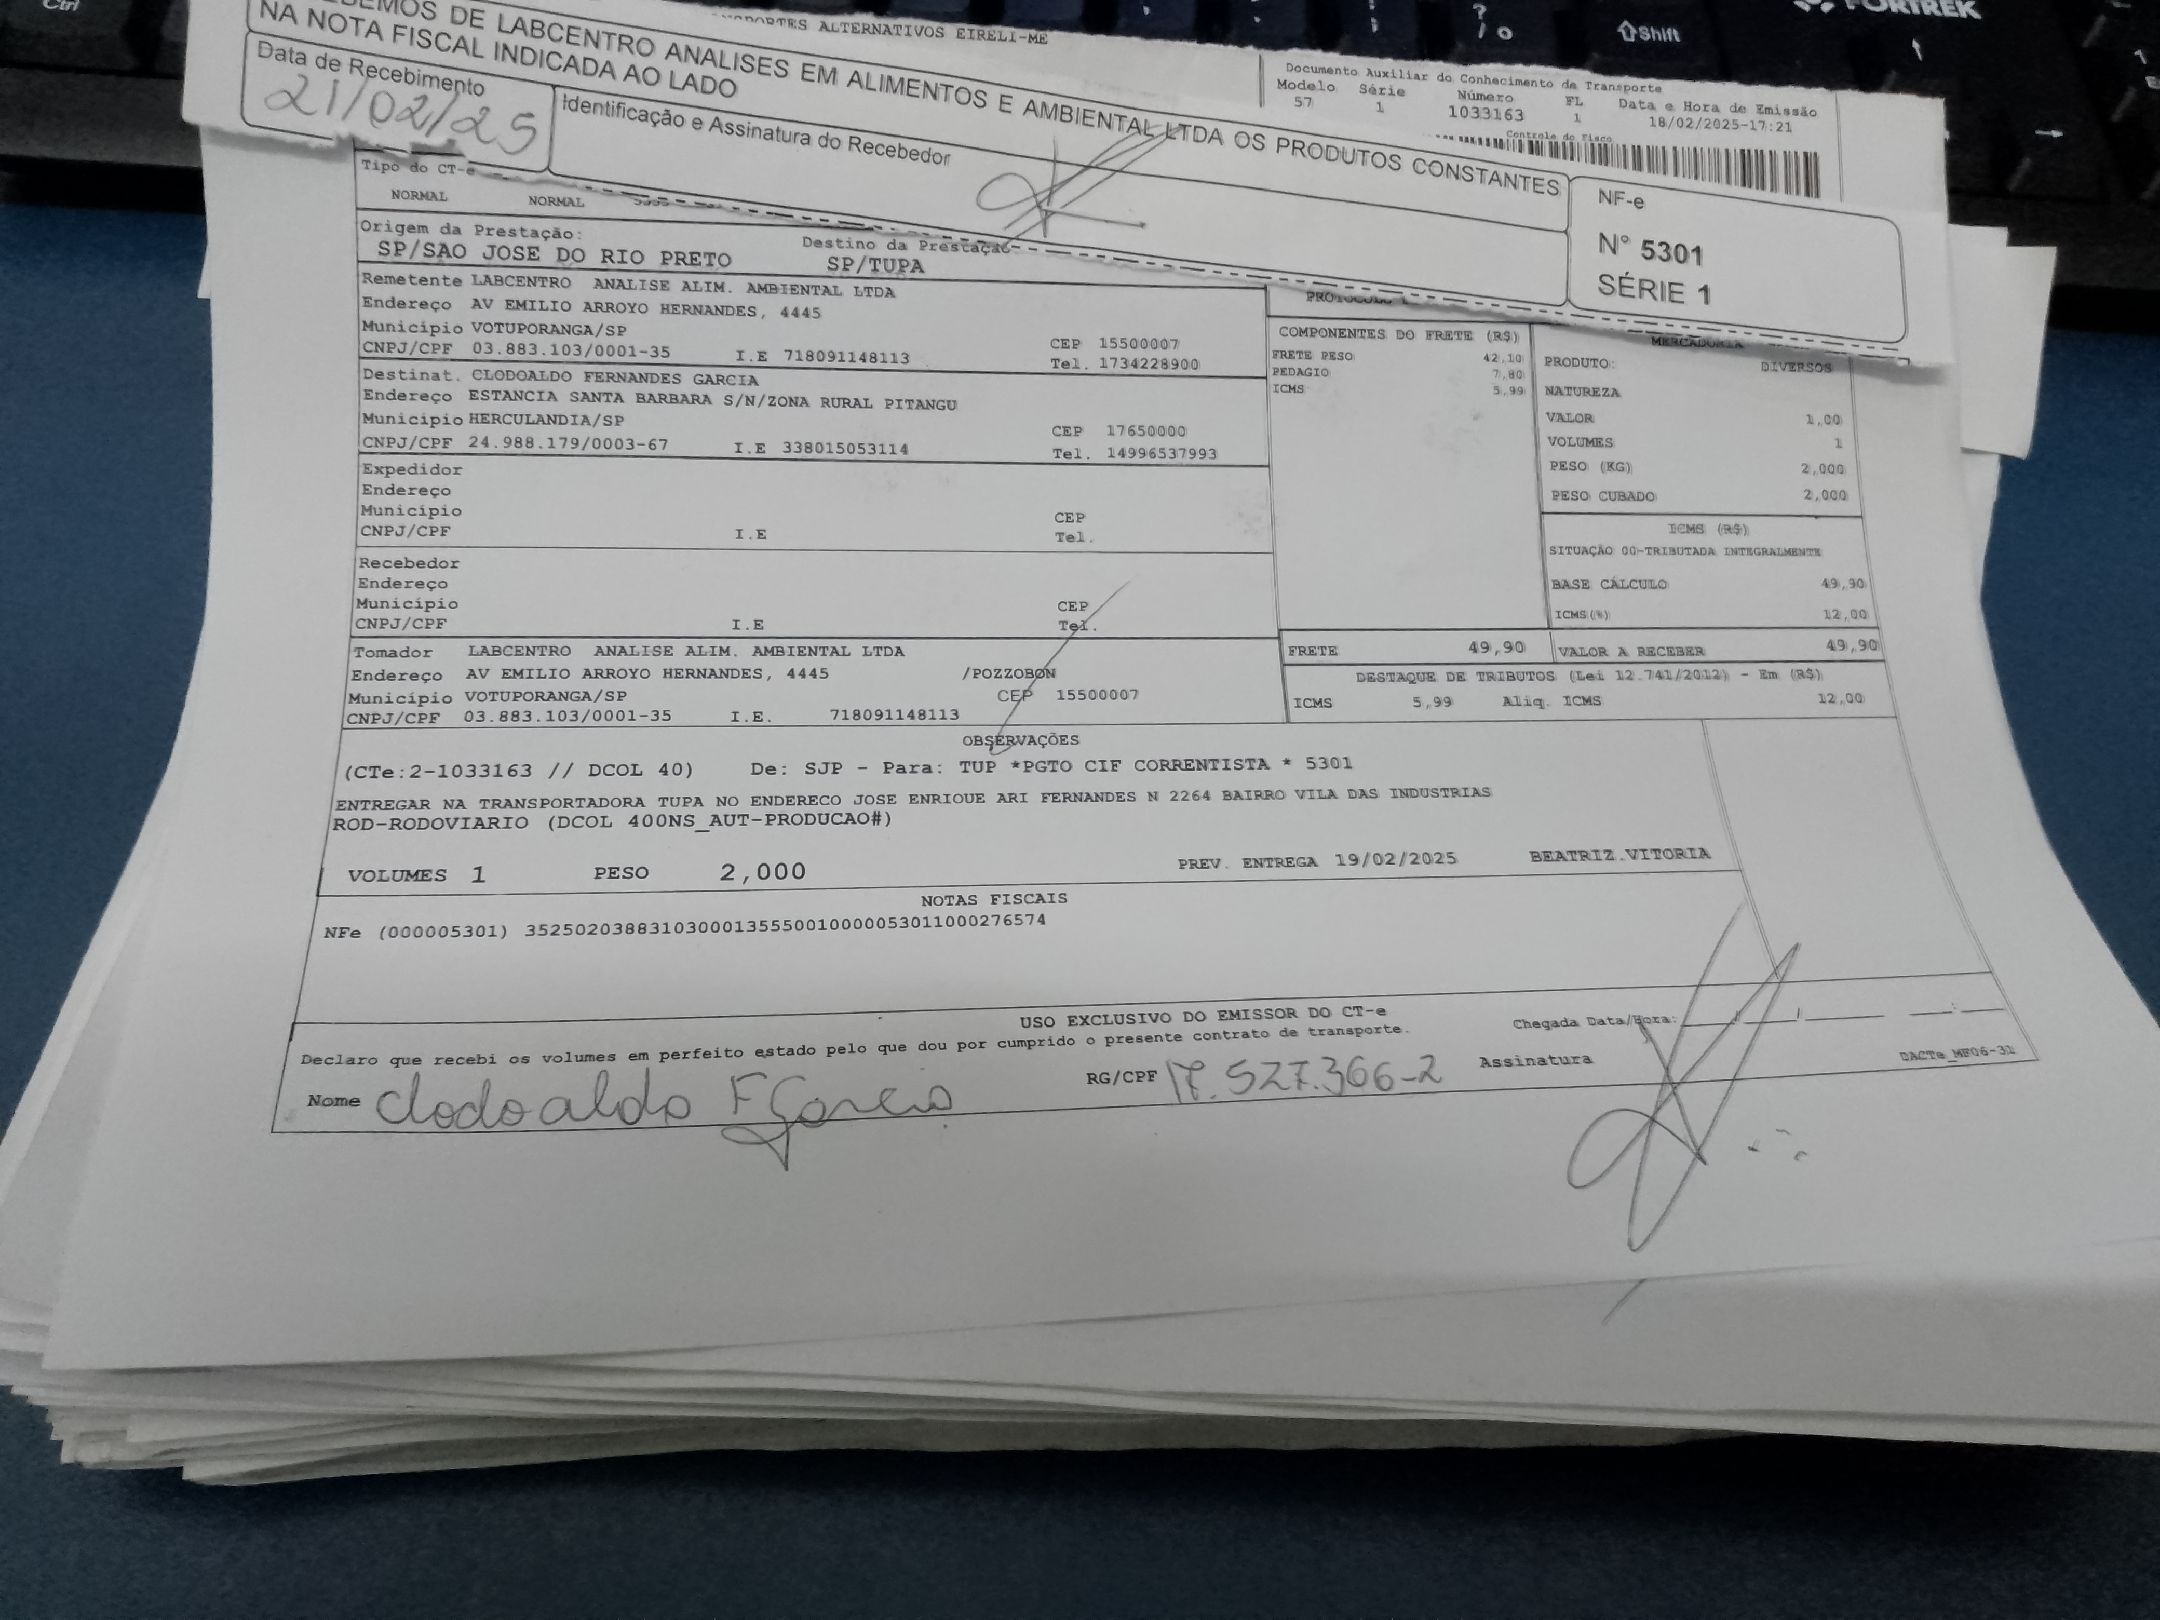 Ctrl
Shift
FORTREK
ALTERNATIVOS EIRELI-ME
DE LABCENTRO ANALISES EM ALIMENTOS E AMBIENTAL LTDA OS PRODUTOS CONSTANTES
NA NOTA FISCAL INDICADA AO LADO
Data de Recebimento
21/02/25
Identificação e Assinatura do Recebedor
NF-e
N° 5301
SÉRIE 1
Documento Auxiliar do Conhecimento de Transporte
Modelo Série Número FL Data e Hora de Emissão
57 1 1033163 1 18/02/2025-17:21
Controle do Fisco
Tipo do CT-e
NORMAL NORMAL
Origem da Prestação: Destino da Prestação
SP/SAO JOSE DO RIO PRETO SP/TUPA
Remetente LABCENTRO ANALISE ALIM. AMBIENTAL LTDA
Endereço AV EMILIO ARROYO HERNANDES, 4445
Município VOTUPORANGA/SP CEP 15500007
CNPJ/CPF 03.883.103/0001-35 I.E 718091148113 Tel. 1734228900
Destinat. CLODOALDO FERNANDES GARCIA
Endereço ESTANCIA SANTA BARBARA S/N/ZONA RURAL PITANGU
Município HERCULANDIA/SP CEP 17650000
CNPJ/CPF 24.988.179/0003-67 I.E 338015053114 Tel. 14996537993
Expedidor
Endereço
Município CEP
CNPJ/CPF I.E Tel.
Recebedor
Endereço
Município CEP
CNPJ/CPF I.E Tel.
Tomador LABCENTRO ANALISE ALIM. AMBIENTAL LTDA
Endereço AV EMILIO ARROYO HERNANDES, 4445 /POZZOBON
Município VOTUPORANGA/SP CEP 15500007
CNPJ/CPF 03.883.103/0001-35 I.E. 718091148113
COMPONENTES DO FRETE (R$)
FRETE PESO 42,10
PEDAGIO 7,80
ICMS 5,99
MERCADORIA
PRODUTO: DIVERSOS
NATUREZA
VALOR 1,00
VOLUMES 1
PESO (KG) 2,000
PESO CUBADO 2,000
ICMS (R$)
SITUAÇÃO 00-TRIBUTADA INTEGRALMENTE
BASE CÁLCULO 49,90
ICMS(%) 12,00
FRETE 49,90 VALOR A RECEBER 49,90
DESTAQUE DE TRIBUTOS (Lei 12.741/2012) - Em (R$)
ICMS 5,99 Aliq. ICMS 12,00
OBSERVAÇÕES
(CTe:2-1033163 // DCOL 40) De: SJP - Para: TUP *PGTO CIF CORRENTISTA * 5301
ENTREGAR NA TRANSPORTADORA TUPA NO ENDERECO JOSE ENRIQUE ARI FERNANDES N 2264 BAIRRO VILA DAS INDUSTRIAS
ROD-RODOVIARIO (DCOL 400NS_AUT-PRODUCAO#)
VOLUMES 1 PESO 2,000 PREV. ENTREGA 19/02/2025 BEATRIZ.VITORIA
NOTAS FISCAIS
NFe (000005301) 35250203883103000135550010000053011000276574
USO EXCLUSIVO DO EMISSOR DO CT-e
Declaro que recebi os volumes em perfeito estado pelo que dou por cumprido o presente contrato de transporte.
Chegada Data/Hora: __/__/__ __:__
Nome Clodoaldo F Garcia RG/CPF 17.527.366-2 Assinatura
DACTe_MF06-31